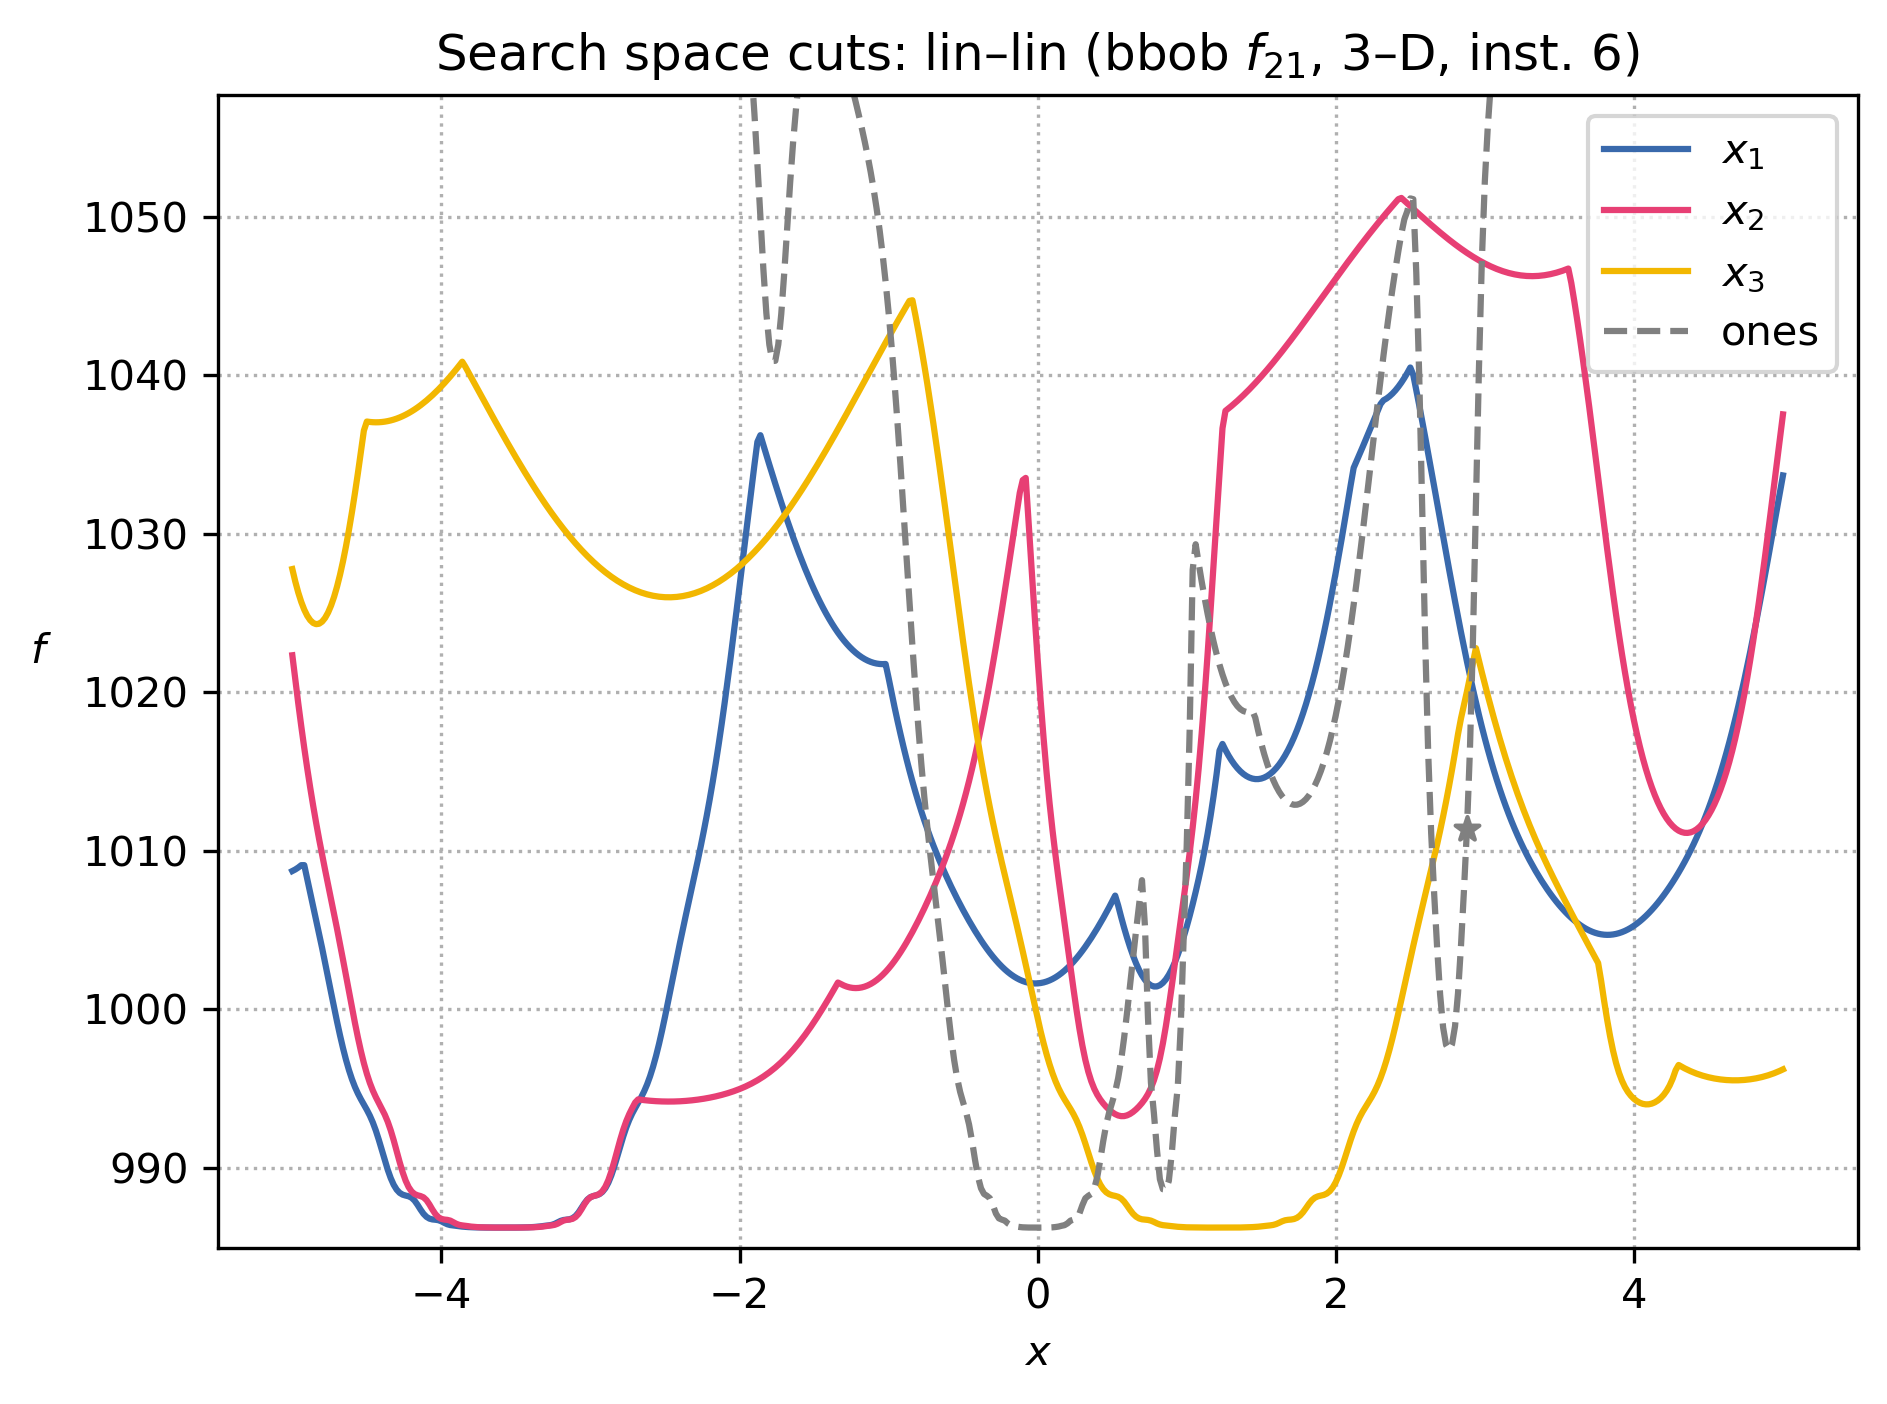 Search space cuts: lin–lin (bbob f21, 3–D, inst. 6)
x1
x2
x3
ones
1050
1040
1030
1020
1010
1000
990
f
−4
−2
0
2
4
x